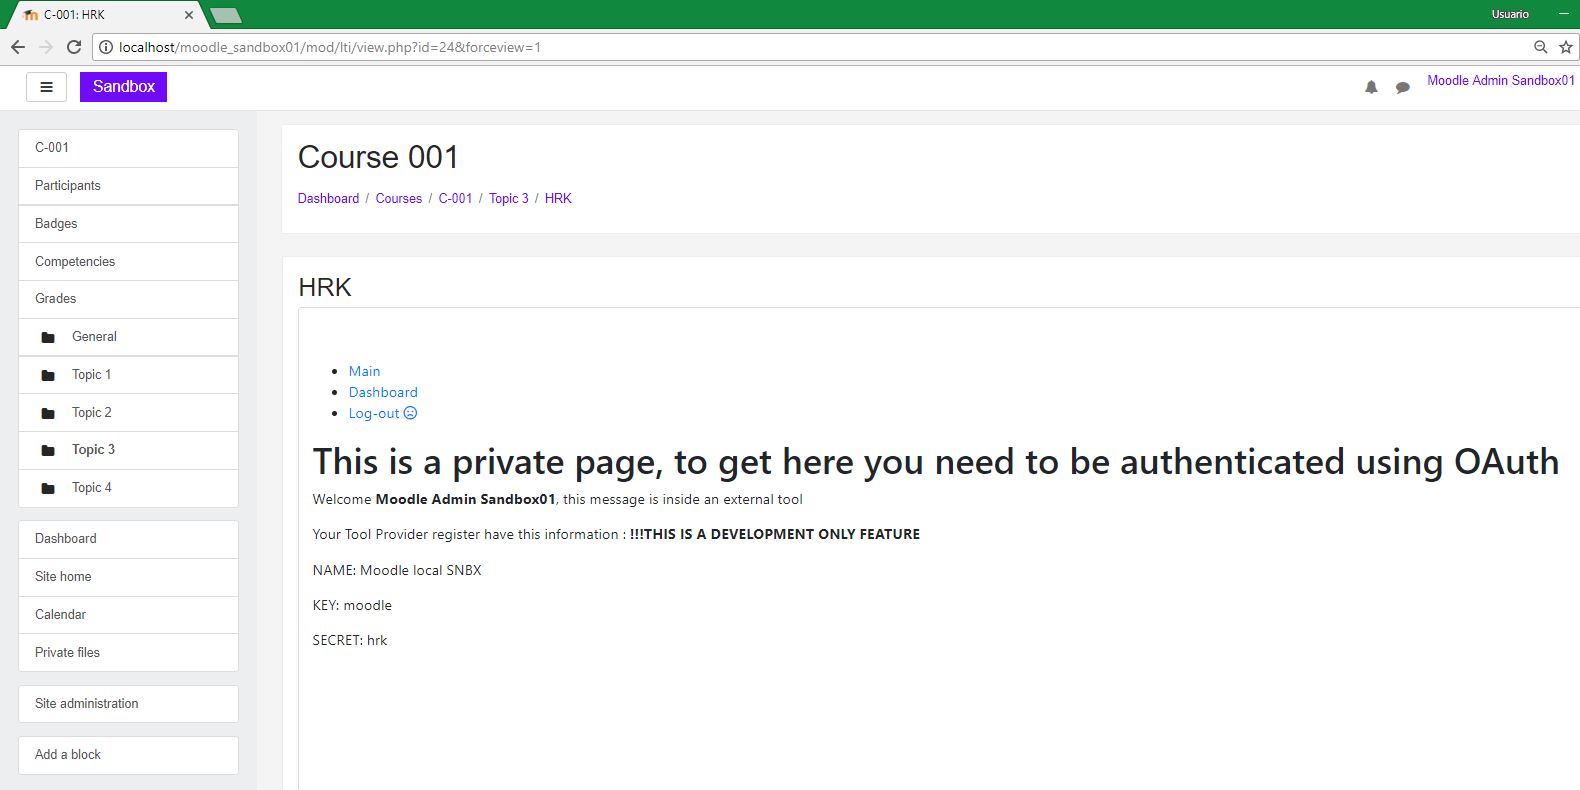 C-001: HRK
Usuario
localhost/moodle_sandbox01/mod/lti/view.php?id=24&forceview=1
Sandbox
Moodle Admin Sandbox01
C-001
Participants
Badges
Competencies
Grades
General
Topic 1
Topic 2
Topic 3
Topic 4
Dashboard
Site home
Calendar
Private files
Site administration
Add a block
Course 001
Dashboard / Courses / C-001 / Topic 3 / HRK
HRK
Main
Dashboard
Log-out
This is a private page, to get here you need to be authenticated using OAuth
Welcome Moodle Admin Sandbox01, this message is inside an external tool
Your Tool Provider register have this information : !!!THIS IS A DEVELOPMENT ONLY FEATURE
NAME: Moodle local SNBX
KEY: moodle
SECRET: hrk